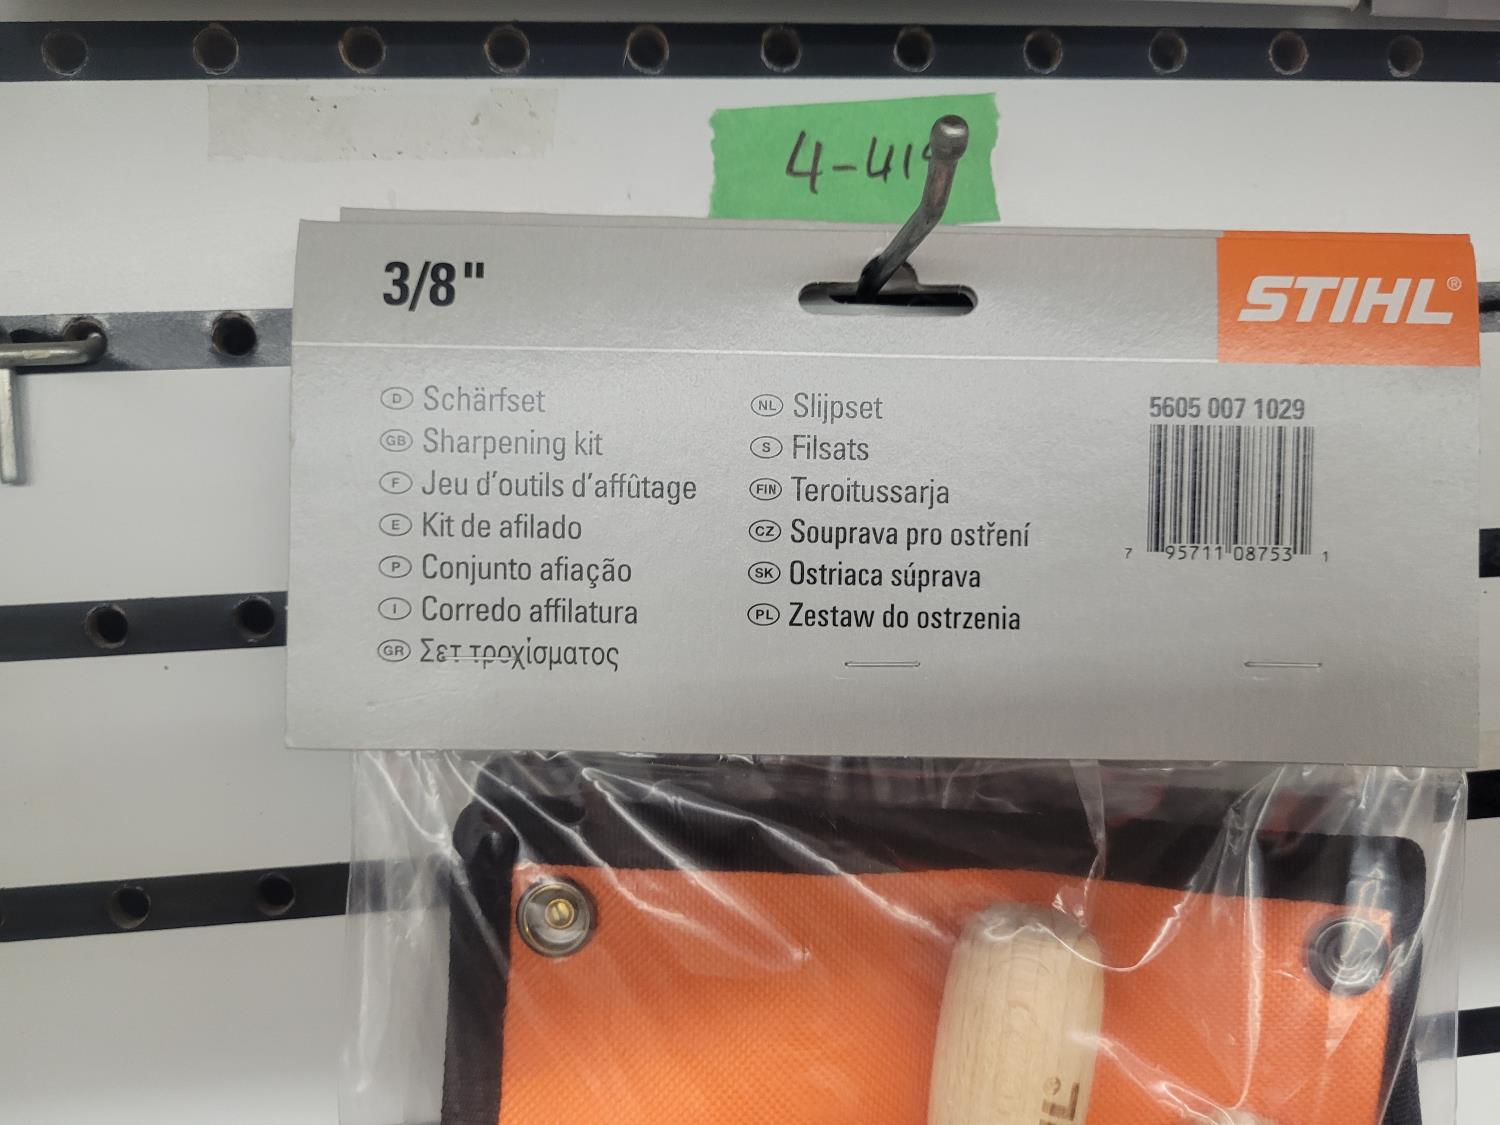 3/8"
STIHL®
D Schärfset
GB Sharpening kit
F Jeu d'outils d'affûtage
E Kit de afilado
P Conjunto afiação
I Corredo affilatura
GR Σετ τροχίσματος
NL Slijpset
S Filsats
FIN Teroitussarja
CZ Souprava pro ostření
SK Ostriaca súprava
PL Zestaw do ostrzenia
5605 007 1029
7 95711 08753 1